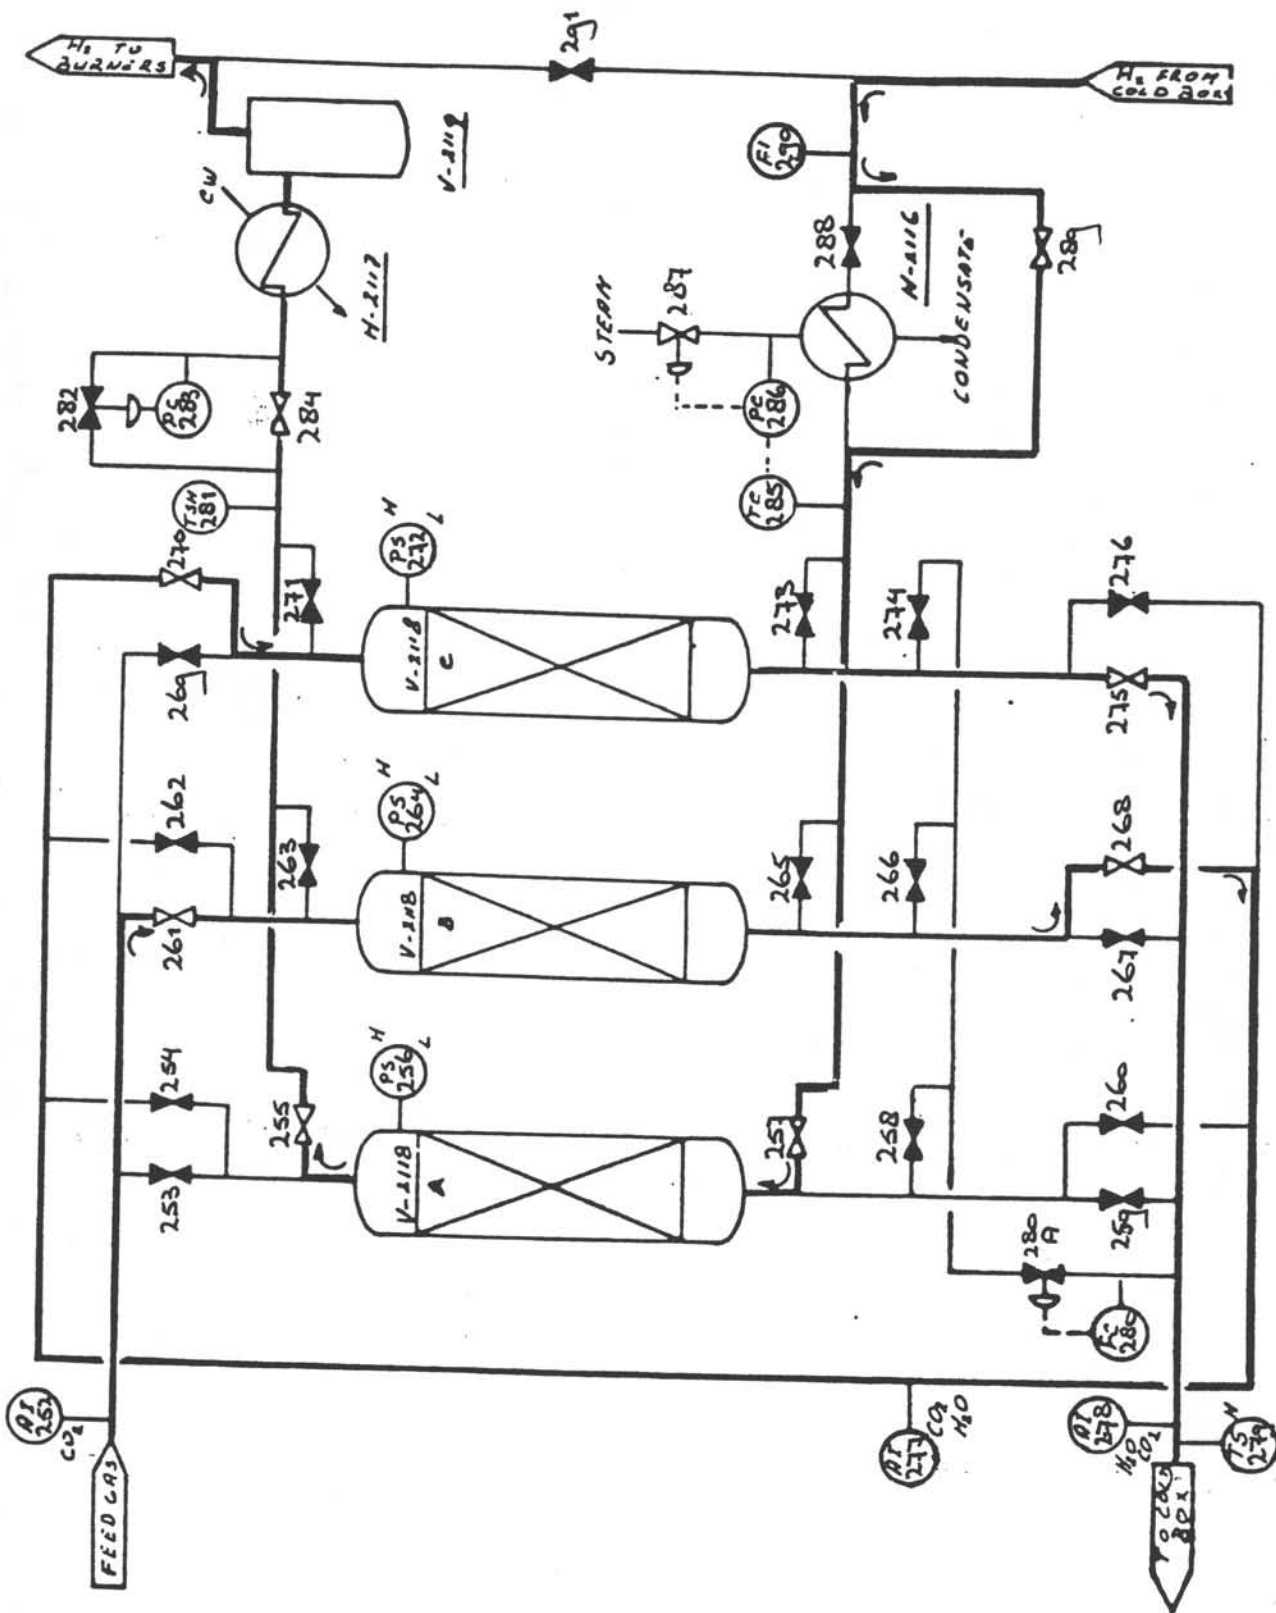 H₂ TO
BURNERS
291
H₂ FROM
COLD BOX
V-2119
CW
H-2117
FI
290
288
289
H-2116
STEAM
287
CONDENSATE
PC
286
TC
285
282
PC
283
284
TSH
281
270
271
269
PS
272
H
L
V-2118
C
273
274
276
275
262
263
261
PS
264
H
L
V-2118
B
265
266
268
267
254
255
253
PS
256
H
L
V-2118
A
257
258
260
259
280
A
280
AI
252
CO₂
FEED GAS
AI
277
CO₂
H₂O
AI
278
H₂O
CO₂
TS
279
H
TO COLD
BOX